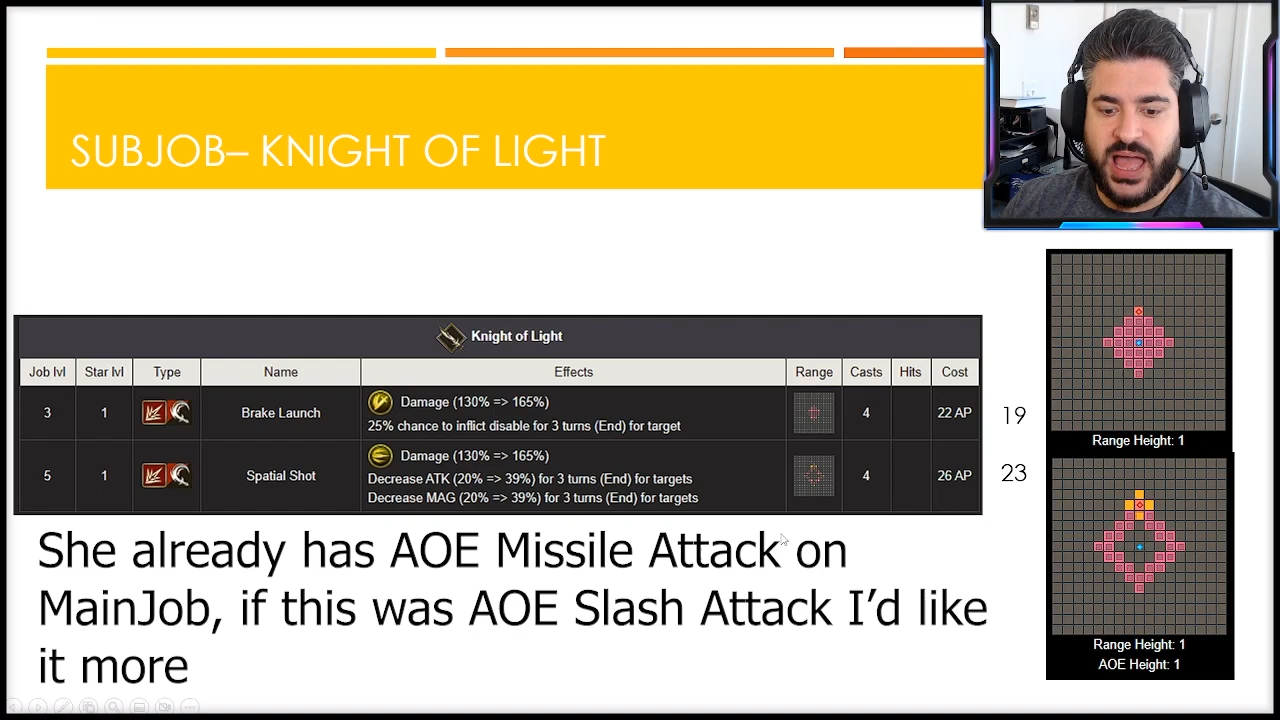 SUBJOB– KNIGHT OF LIGHT
Knight of Light
Job lvl Star lvl Type Name Effects Range Casts Hits Cost
3 1 Brake Launch Damage (130% => 165%) 4 22 AP 19
25% chance to inflict disable for 3 turns (End) for target
5 1 Spatial Shot Damage (130% => 165%) 4 26 AP 23
Decrease ATK (20% => 39%) for 3 turns (End) for targets
Decrease MAG (20% => 39%) for 3 turns (End) for targets
Range Height: 1
Range Height: 1
AOE Height: 1
She already has AOE Missile Attack on
MainJob, if this was AOE Slash Attack I’d like
it more